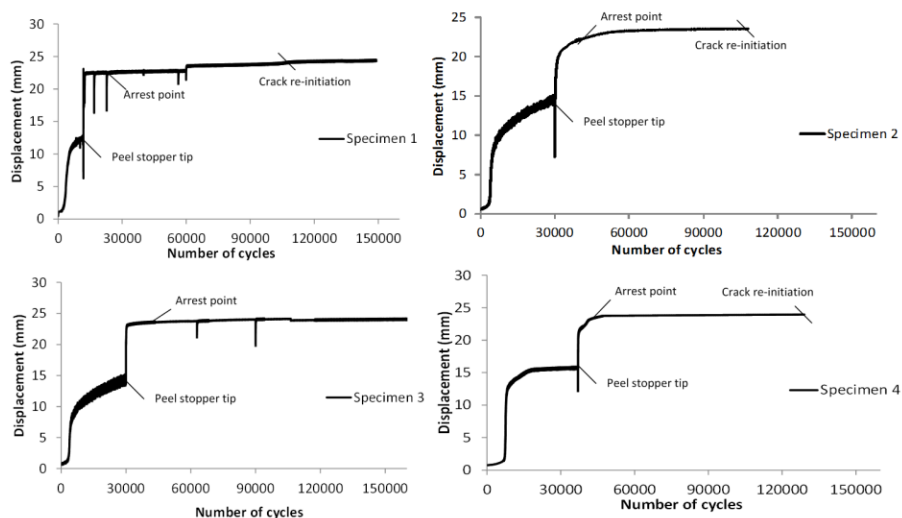 30
25
20
15
10
5
0
Displacement (mm)
Arrest point
Crack re-initiation
Peel stopper tip
Specimen 1
0 30000 60000 90000 120000 150000
Number of cycles
25
20
15
10
5
0
Displacement (mm)
Arrest point
Crack re-initiation
Peel stopper tip
Specimen 2
0 30000 60000 90000 120000 150000
Number of cycles
30
25
20
15
10
5
0
Displacement (mm)
Arrest point
Peel stopper tip
Specimen 3
0 30000 60000 90000 120000 150000
Number of cycles
30
25
20
15
10
5
0
Displacement (mm)
Arrest point
Crack re-initiation
Peel stopper tip
Specimen 4
0 30000 60000 90000 120000 150000
Number of cycles